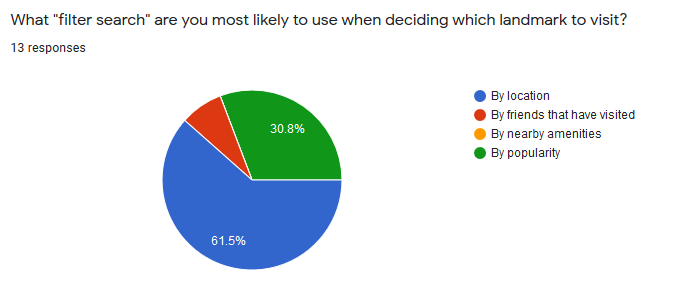 What "filter search" are you most likely to use when deciding which landmark to visit?
13 responses
30.8%
61.5%
By location
By friends that have visited
By nearby amenities
By popularity